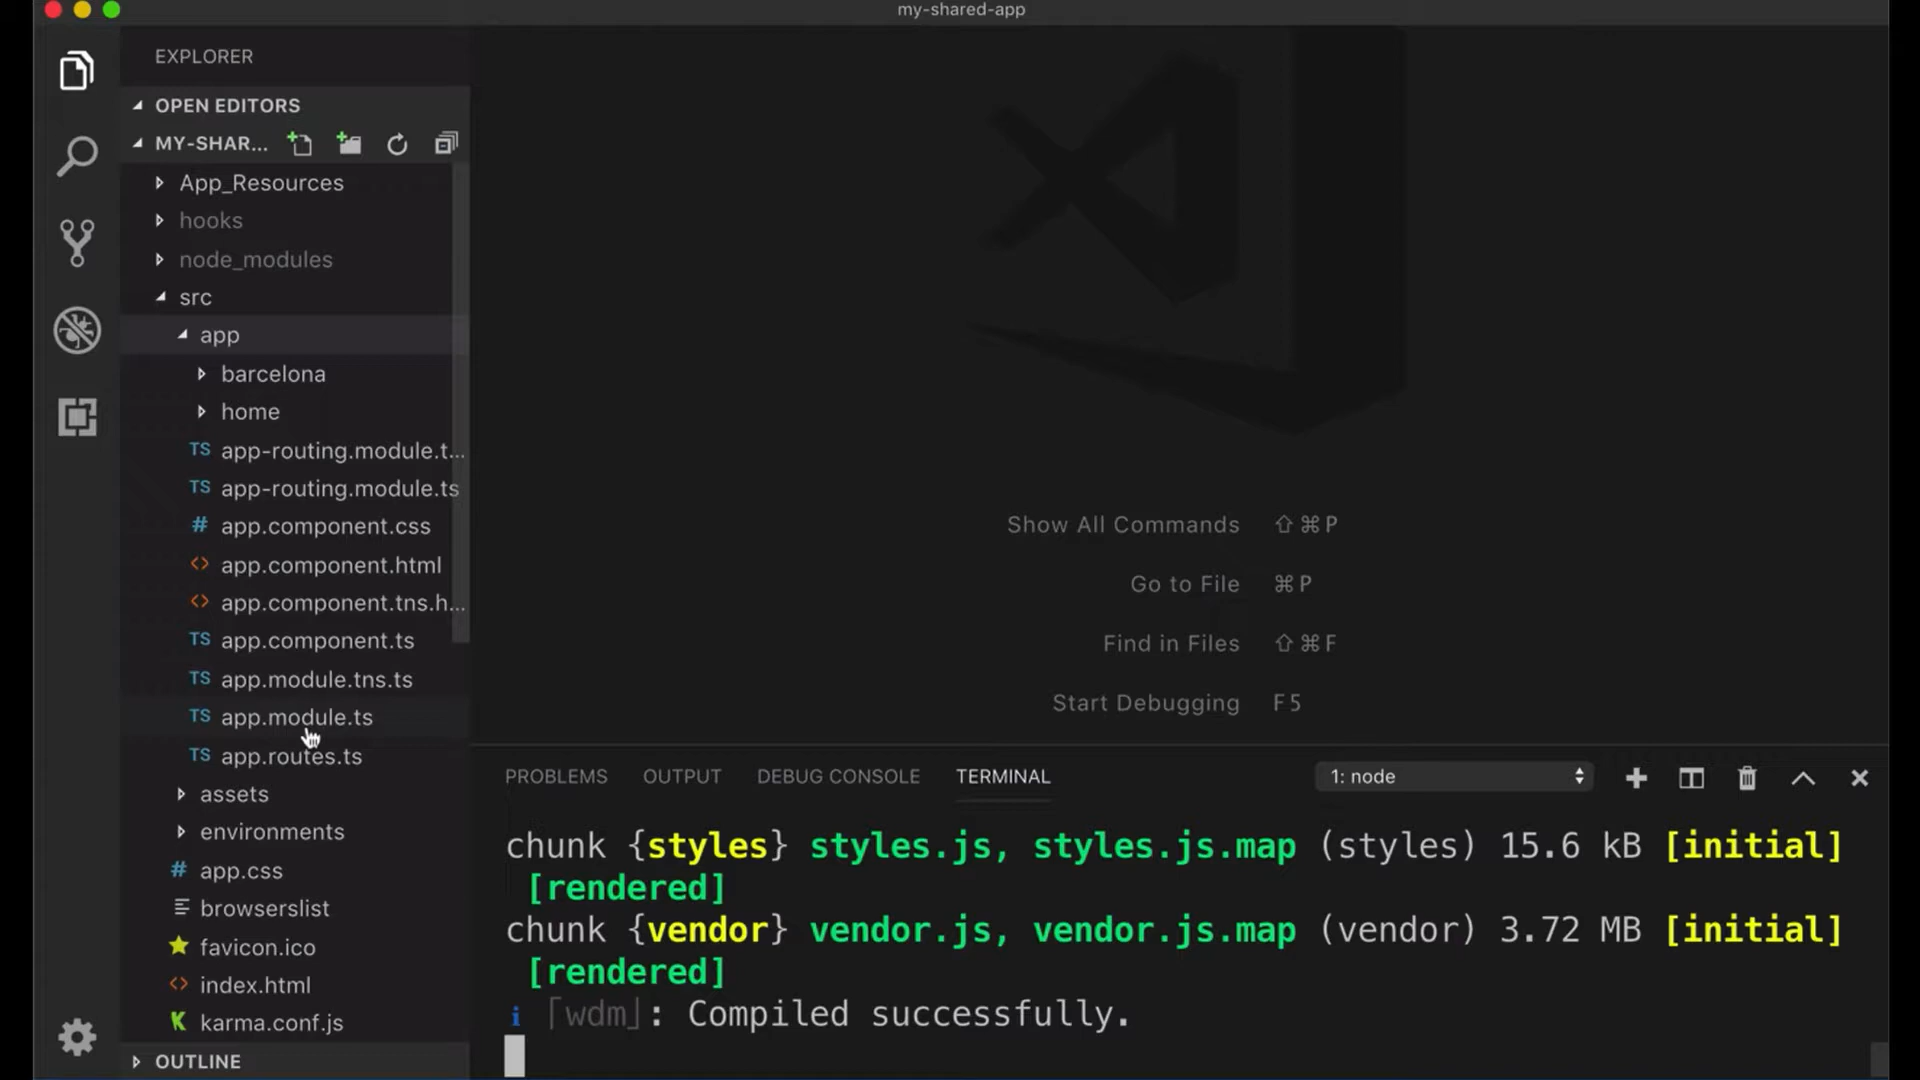 my-shared-app
EXPLORER
OPEN EDITORS
MY-SHAR...
App_Resources
hooks
node_modules
src
app
barcelona
home
TS app-routing.module.t...
TS app-routing.module.ts
# app.component.css
<> app.component.html
<> app.component.tns.h...
TS app.component.ts
TS app.module.tns.ts
TS app.module.ts
TS app.routes.ts
assets
environments
# app.css
browserslist
favicon.ico
<> index.html
karma.conf.js
OUTLINE
Show All Commands ⇧⌘P
Go to File ⌘P
Find in Files ⇧⌘F
Start Debugging F5
PROBLEMS OUTPUT DEBUG CONSOLE TERMINAL 1: node
chunk {styles} styles.js, styles.js.map (styles) 15.6 kB [initial]
[rendered]
chunk {vendor} vendor.js, vendor.js.map (vendor) 3.72 MB [initial]
[rendered]
i ｢wdm｣: Compiled successfully.